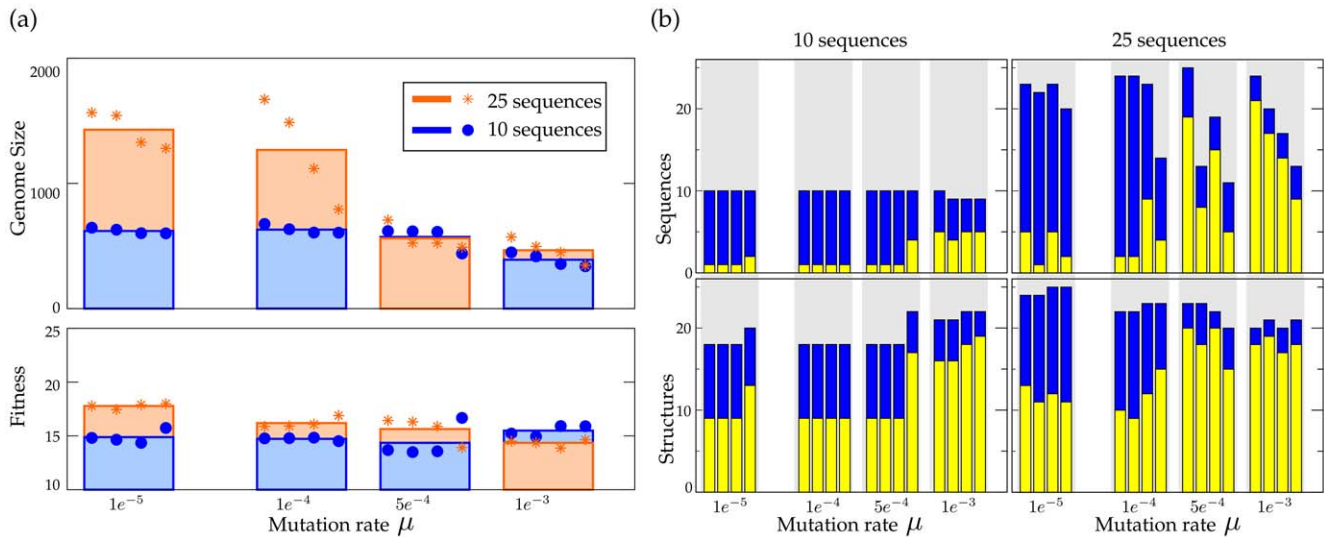 (a)
2000
1000
0
Genome Size
25 sequences
10 sequences
25
20
15
10
Fitness
1e⁻⁵
1e⁻⁴
5e⁻⁴
1e⁻³
Mutation rate μ
(b)
10 sequences
25 sequences
20
10
0
Sequences
20
10
0
Structures
1e⁻⁵
1e⁻⁴
5e⁻⁴
1e⁻³
1e⁻⁵
1e⁻⁴
5e⁻⁴
1e⁻³
Mutation rate μ
Mutation rate μ